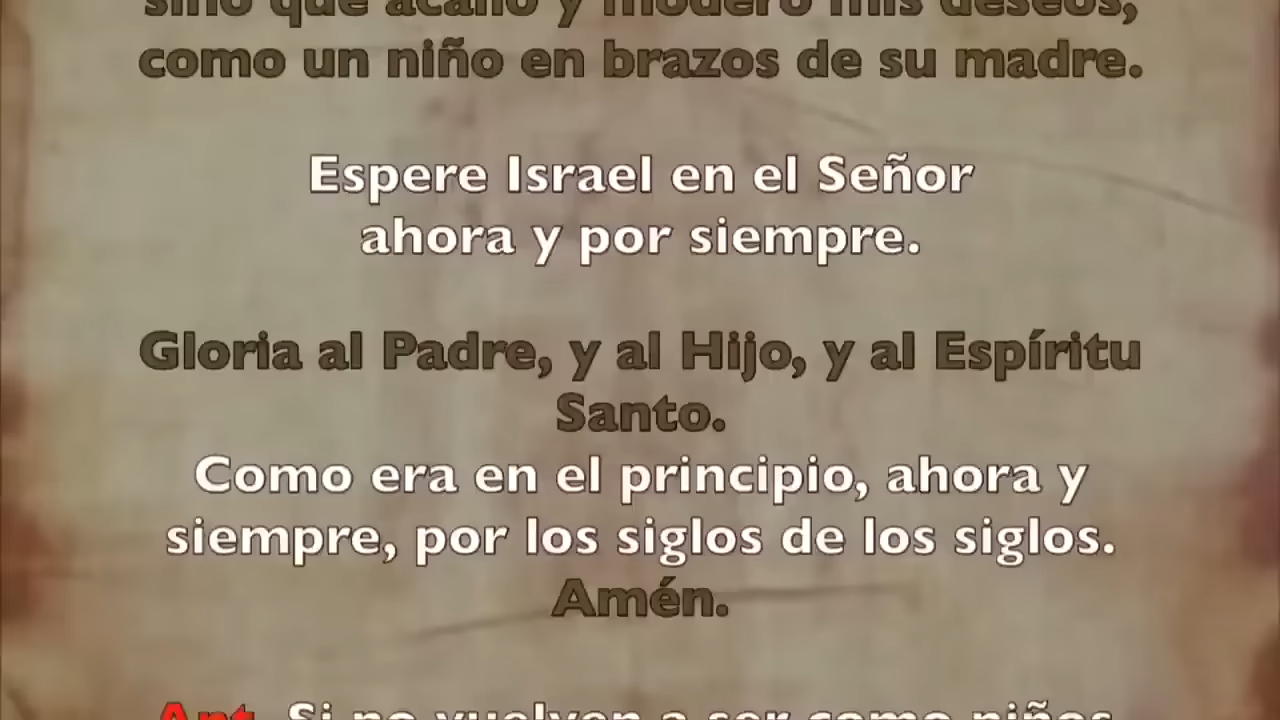 sino que acallo y modero mis deseos,
como un niño en brazos de su madre.
Espere Israel en el Señor
ahora y por siempre.
Gloria al Padre, y al Hijo, y al Espíritu
Santo.
Como era en el principio, ahora y
siempre, por los siglos de los siglos.
Amén.
Ant. Si no vuelven a ser como niños